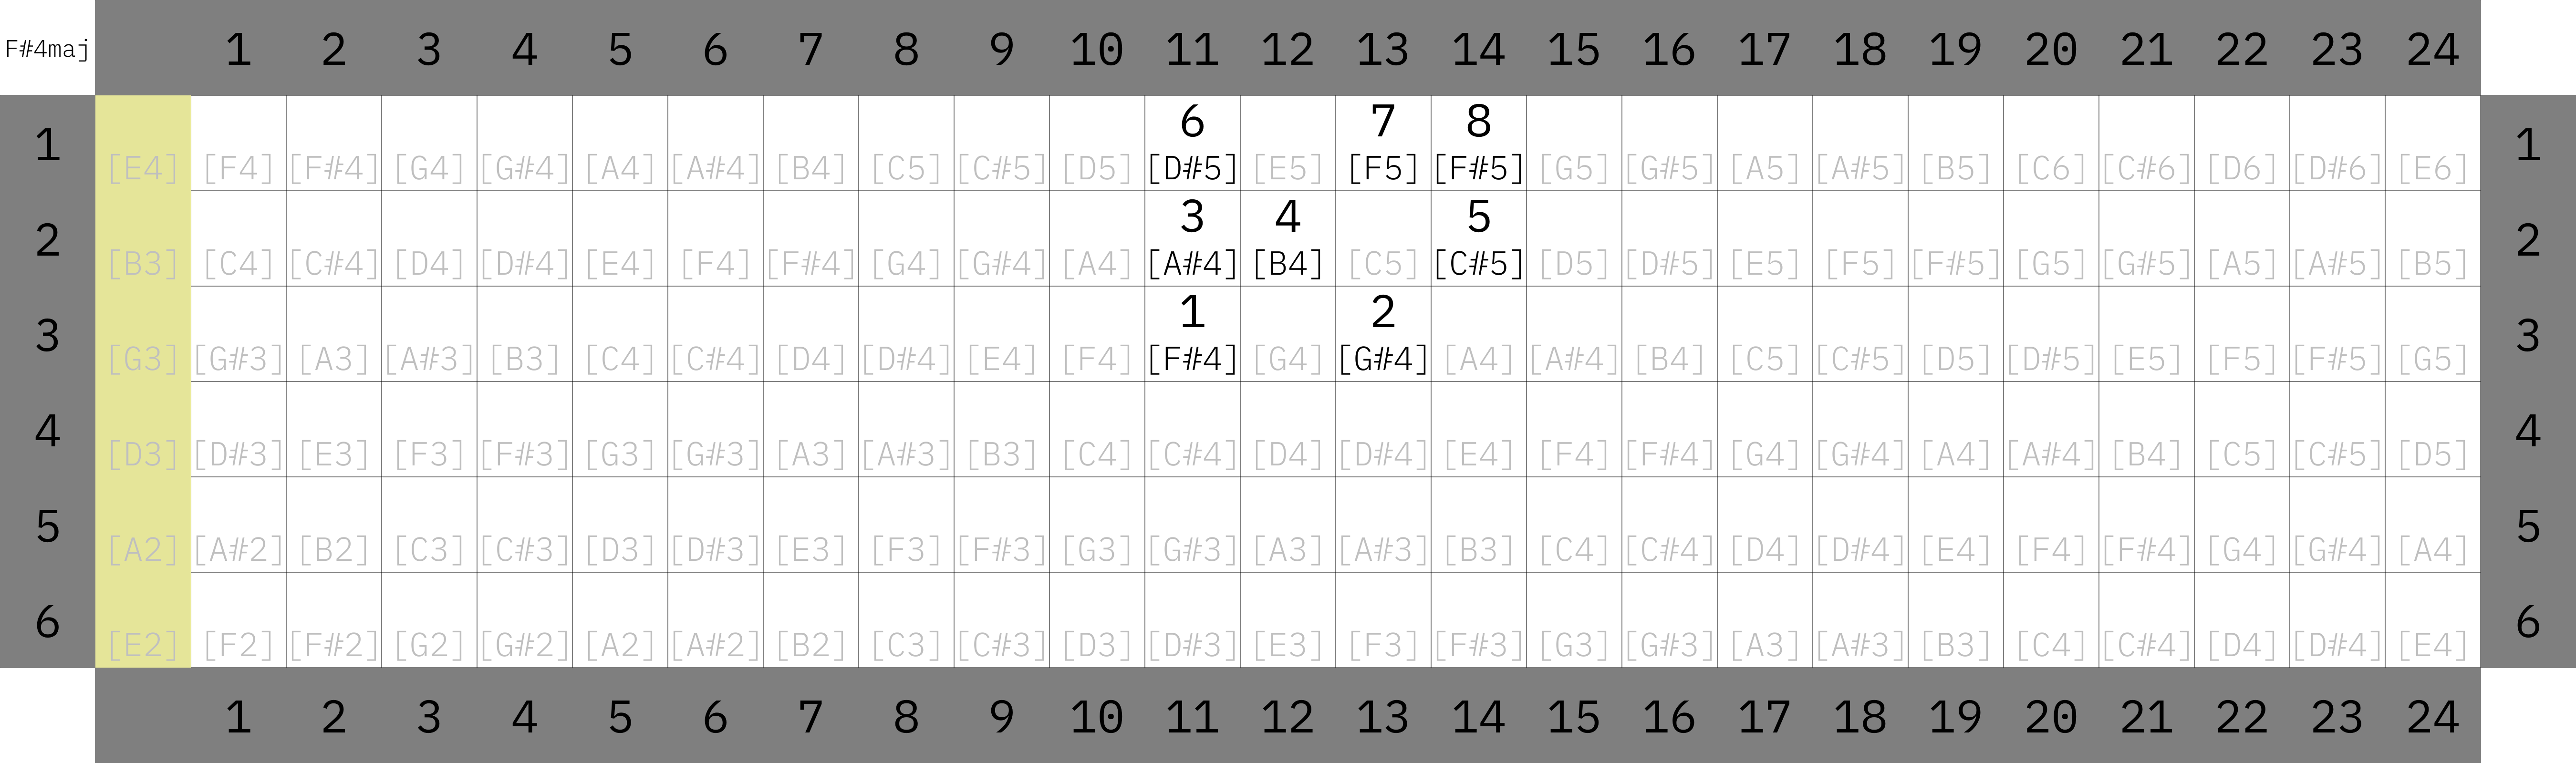 F#4maj 1 2 3 4 5 6 7 8 9 10 11 12 13 14 15 16 17 18 19 20 21 22 23 24
6 7 8
1 [E4] [F4] [F#4] [G4] [G#4] [A4] [A#4] [B4] [C5] [C#5] [D5] [D#5] [E5] [F5] [F#5] [G5] [G#5] [A5] [A#5] [B5] [C6] [C#6] [D6] [D#6] [E6] 1
3 4 5
2 [B3] [C4] [C#4] [D4] [D#4] [E4] [F4] [F#4] [G4] [G#4] [A4] [A#4] [B4] [C5] [C#5] [D5] [D#5] [E5] [F5] [F#5] [G5] [G#5] [A5] [A#5] [B5] 2
1 2
3 [G3] [G#3] [A3] [A#3] [B3] [C4] [C#4] [D4] [D#4] [E4] [F4] [F#4] [G4] [G#4] [A4] [A#4] [B4] [C5] [C#5] [D5] [D#5] [E5] [F5] [F#5] [G5] 3
4 [D3] [D#3] [E3] [F3] [F#3] [G3] [G#3] [A3] [A#3] [B3] [C4] [C#4] [D4] [D#4] [E4] [F4] [F#4] [G4] [G#4] [A4] [A#4] [B4] [C5] [C#5] [D5] 4
5 [A2] [A#2] [B2] [C3] [C#3] [D3] [D#3] [E3] [F3] [F#3] [G3] [G#3] [A3] [A#3] [B3] [C4] [C#4] [D4] [D#4] [E4] [F4] [F#4] [G4] [G#4] [A4] 5
6 [E2] [F2] [F#2] [G2] [G#2] [A2] [A#2] [B2] [C3] [C#3] [D3] [D#3] [E3] [F3] [F#3] [G3] [G#3] [A3] [A#3] [B3] [C4] [C#4] [D4] [D#4] [E4] 6
1 2 3 4 5 6 7 8 9 10 11 12 13 14 15 16 17 18 19 20 21 22 23 24